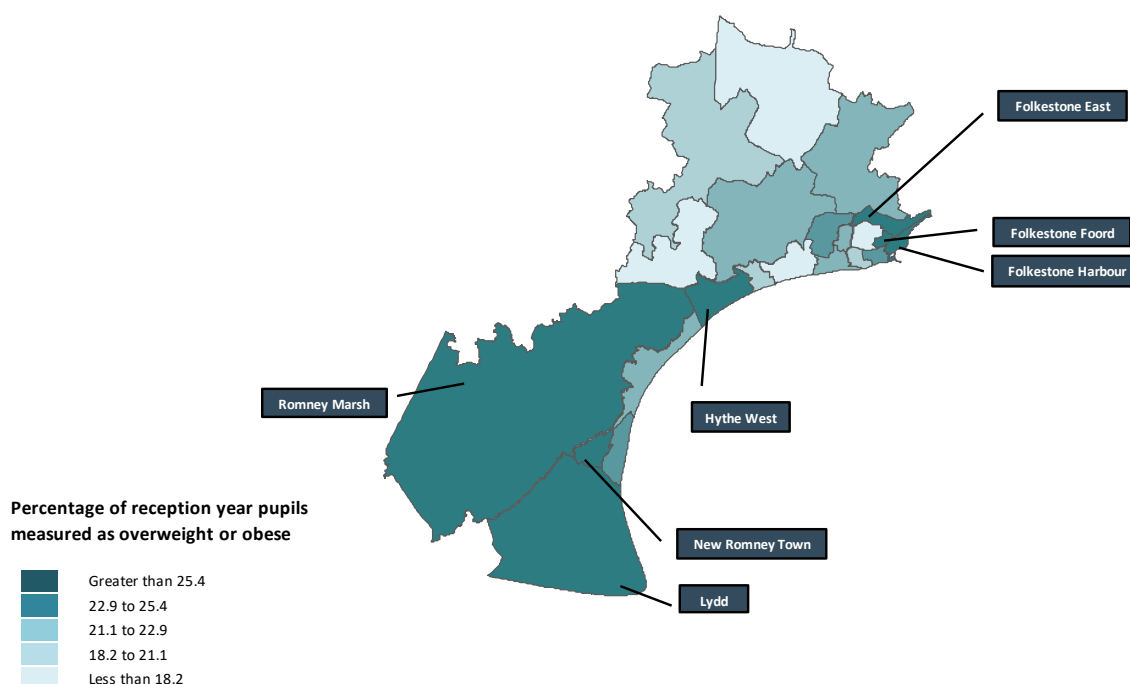 Folkestone East
Folkestone Foord
Folkestone Harbour
Romney Marsh
Hythe West
New Romney Town
Lydd
Percentage of reception year pupils
measured as overweight or obese
Greater than 25.4
22.9 to 25.4
21.1 to 22.9
18.2 to 21.1
Less than 18.2